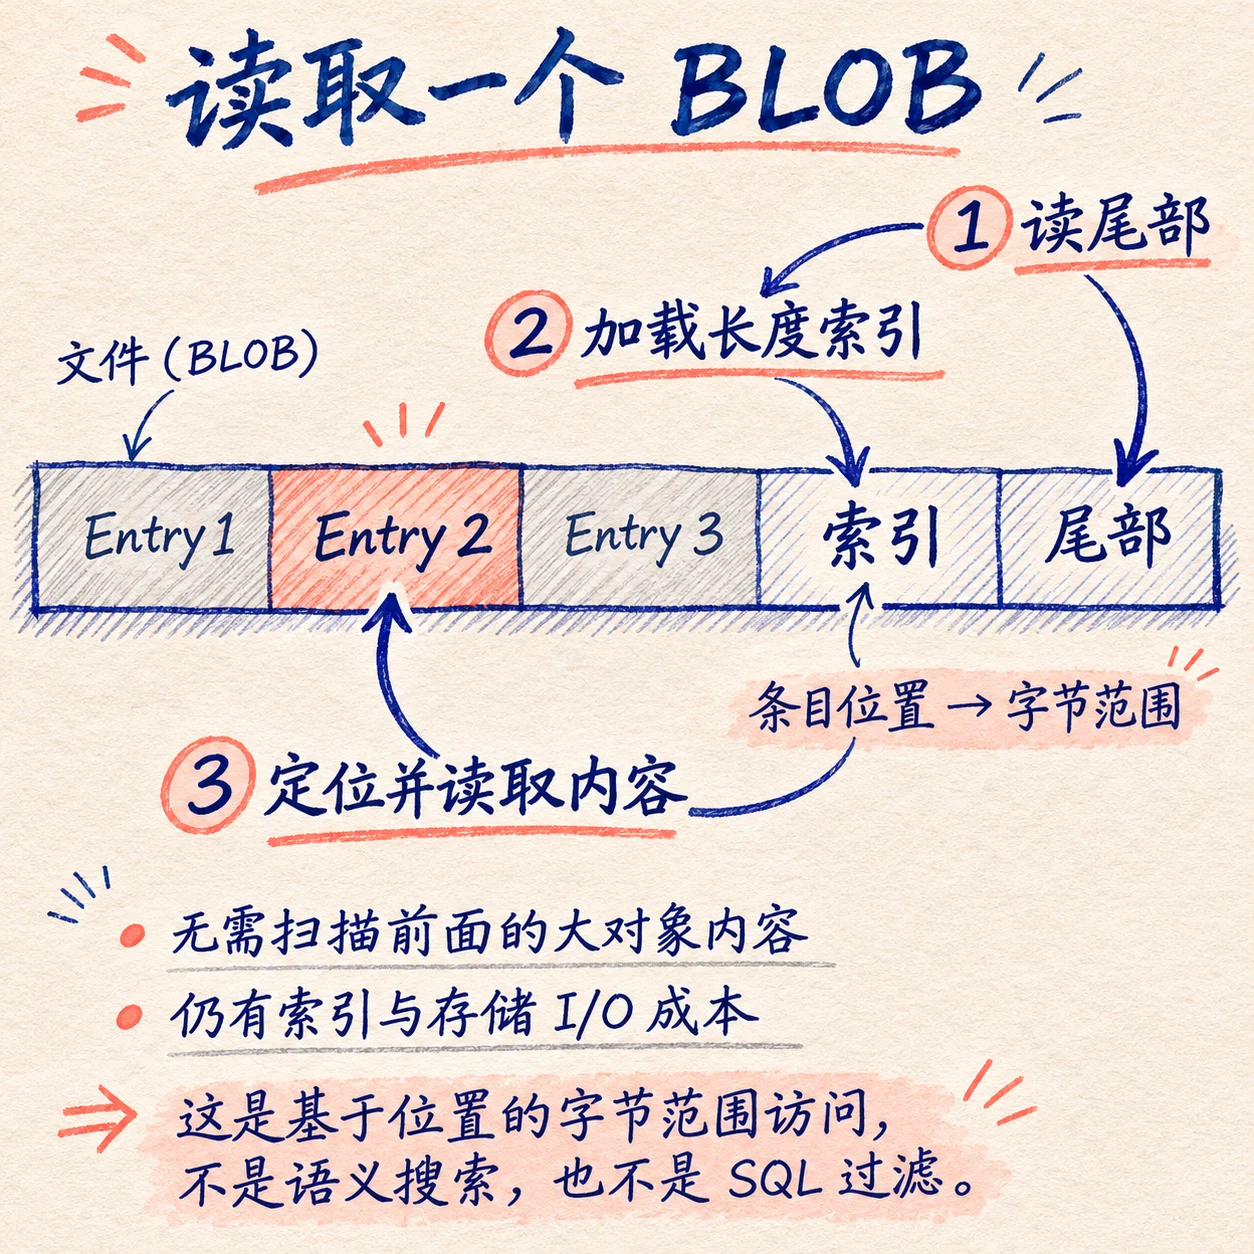 读取一个 BLOB
1 读尾部
2 加载长度索引
文件 (BLOB)
Entry 1
Entry 2
Entry 3
索引
尾部
条目位置 → 字节范围
3 定位并读取内容
无需扫描前面的大对象内容
仍有索引与存储 I/O 成本
这是基于位置的字节范围访问，
不是语义搜索，也不是 SQL 过滤。